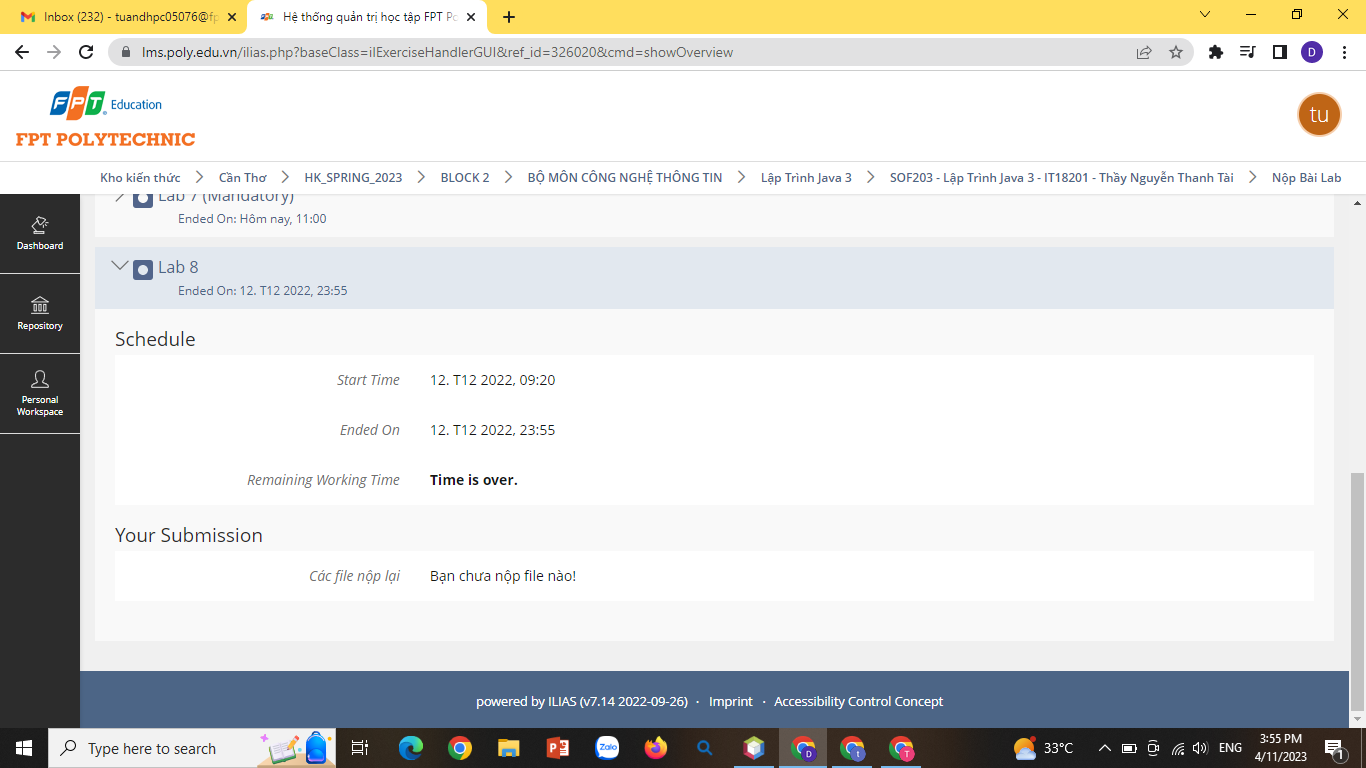 Inbox (232) - tuandhpc05076@fp
Hệ thống quản trị học tập FPT Po
lms.poly.edu.vn/ilias.php?baseClass=ilExerciseHandlerGUI&ref_id=326020&cmd=showOverview
D
FPT Education
FPT POLYTECHNIC
tu
Kho kiến thức
Cần Thơ
HK_SPRING_2023
BLOCK 2
BỘ MÔN CÔNG NGHỆ THÔNG TIN
Lập Trình Java 3
SOF203 - Lập Trình Java 3 - IT18201 - Thầy Nguyễn Thanh Tài
Nộp Bài Lab
Dashboard
Repository
Personal
Workspace
Lab 7 (Mandatory)
Ended On: Hôm nay, 11:00
Lab 8
Ended On: 12. T12 2022, 23:55
Schedule
Start Time 12. T12 2022, 09:20
Ended On 12. T12 2022, 23:55
Remaining Working Time Time is over.
Your Submission
Các file nộp lại Bạn chưa nộp file nào!
powered by ILIAS (v7.14 2022-09-26) · Imprint · Accessibility Control Concept
Type here to search
Zalo
D
t
T
33°C
ENG
3:55 PM
4/11/2023
1